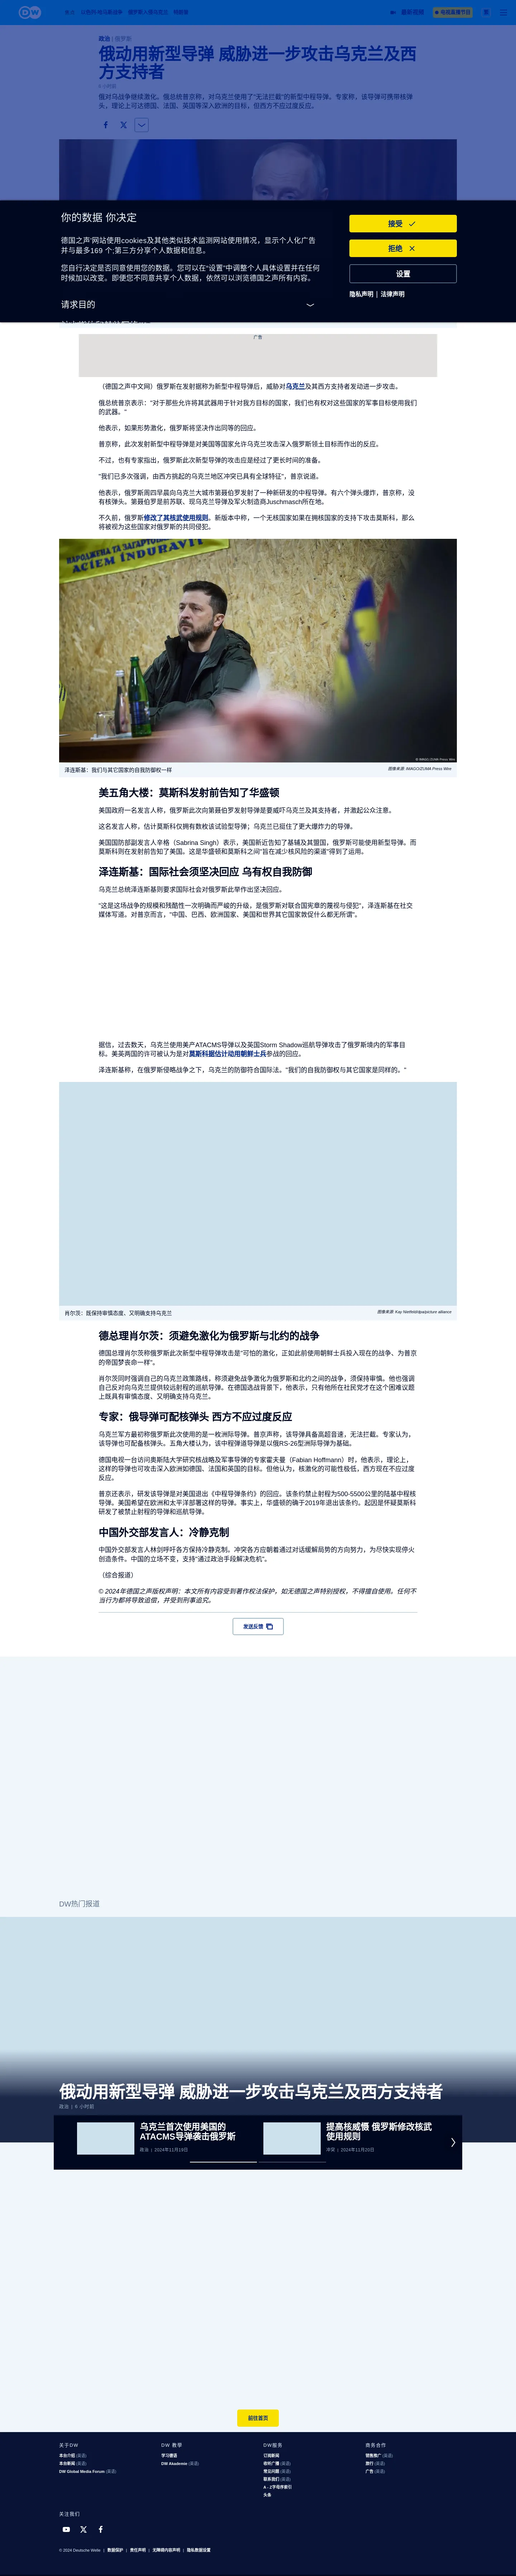 DW
最新视频
电视直播节目
政治 | 俄罗斯
俄动用新型导弹 威胁进一步攻击乌克兰及西方支持者
俄对乌战争继续激化。俄总统普京称，对乌克兰使用了"无法拦截"的新型中程导弹。专家称，该导弹可携带核弹头，理论上可达德国、法国、英国等深入欧洲的目标，但西方不应过度反应。
你的数据 你决定
德国之声网站使用cookies及其他类似技术监测网站使用情况，显示个人化广告并与最多169 个;第三方分享个人数据和信息。
您自行决定是否同意使用您的数据。您可以在"设置"中调整个人具体设置并在任何时候加以改变。即便您不同意共享个人数据，依然可以浏览德国之声所有内容。
请求目的
接受
拒绝
设置
隐私声明 | 法律声明
广告
（德国之声中文网）俄罗斯在发射据称为新型中程导弹后，威胁对乌克兰及其西方支持者发动进一步攻击。
俄总统普京表示："对于那些允许将其武器用于针对我方目标的国家，我们也有权对这些国家的军事目标使用我们的武器。"
他表示，如果形势激化，俄罗斯将坚决作出同等的回应。
普京称，此次发射新型中程导弹是对美国等国家允许乌克兰攻击深入俄罗斯领土目标而作出的反应。
不过，也有专家指出，俄罗斯此次新型导弹的攻击应是经过了更长时间的准备。
"我们已多次强调，由西方挑起的乌克兰地区冲突已具有全球特征"，普京说道。
他表示，俄罗斯周四早晨向乌克兰大城市第聂伯罗发射了一种新研发的中程导弹。有六个弹头爆炸，普京称，没有核弹头。第聂伯罗是前苏联、现乌克兰导弹及军火制造商Juschmasch所在地。
不久前，俄罗斯修改了其核武使用规则。新版本中称，一个无核国家如果在拥核国家的支持下攻击莫斯科，那么将被视为这些国家对俄罗斯的共同侵犯。
ACIEM INDURAVIT
© IMAGO/ZUMA Press Wire
泽连斯基：我们与其它国家的自我防御权一样
图像来源: IMAGO/ZUMA Press Wire
美五角大楼：莫斯科发射前告知了华盛顿
美国政府一名发言人称，俄罗斯此次向第聂伯罗发射导弹是要威吓乌克兰及其支持者，并激起公众注意。
这名发言人称，估计莫斯科仅拥有数枚该试验型导弹；乌克兰已挺住了更大爆炸力的导弹。
美国国防部副发言人辛格（Sabrina Singh）表示，美国新近告知了基辅及其盟国，俄罗斯可能使用新型导弹。而莫斯科则在发射前告知了美国。这是华盛顿和莫斯科之间"旨在减少核风险的渠道"得到了运用。
泽连斯基：国际社会须坚决回应 乌有权自我防御
乌克兰总统泽连斯基则要求国际社会对俄罗斯此举作出坚决回应。
"这是这场战争的规模和残酷性一次明确而严峻的升级，是俄罗斯对联合国宪章的蔑视与侵犯"，泽连斯基在社交媒体写道。对普京而言，"中国、巴西、欧洲国家、美国和世界其它国家敦促什么都无所谓"。
据信，过去数天，乌克兰使用美产ATACMS导弹以及英国Storm Shadow巡航导弹攻击了俄罗斯境内的军事目标。美英两国的许可被认为是对莫斯科据估计动用朝鲜士兵参战的回应。
泽连斯基称，在俄罗斯侵略战争之下，乌克兰的防御符合国际法。"我们的自我防御权与其它国家是同样的。"
肖尔茨：既保持审慎态度，又明确支持乌克兰
图像来源: Kay Nietfeld/dpa/picture alliance
德总理肖尔茨：须避免激化为俄罗斯与北约的战争
德国总理肖尔茨称俄罗斯此次新型中程导弹攻击是"可怕的激化，正如此前使用朝鲜士兵投入现在的战争、为普京的帝国梦丧命一样"。
肖尔茨同时强调自己的乌克兰政策路线，称须避免战争激化为俄罗斯和北约之间的战争，须保持审慎。他也强调自己反对向乌克兰提供较远射程的巡航导弹。在德国选战背景下，他表示，只有他所在社民党才在这个困难议题上既具有审慎态度、又明确支持乌克兰。
专家：俄导弹可配核弹头 西方不应过度反应
乌克兰军方最初称俄罗斯此次使用的是一枚洲际导弹。普京声称，该导弹具备高超音速，无法拦截。专家认为，该导弹也可配备核弹头。五角大楼认为，该中程弹道导弹是以俄RS-26型洲际导弹为基础。
德国电视一台访问奥斯陆大学研究核战略及军事导弹的专家霍夫曼（Fabian Hoffmann）时，他表示，理论上，这样的导弹也可攻击深入欧洲如德国、法国和英国的目标。但他认为，核激化的可能性极低，西方现在不应过度反应。
普京还表示，研发该导弹是对美国退出《中程导弹条约》的回应。该条约禁止射程为500-5500公里的陆基中程核导弹。美国希望在欧洲和太平洋部署这样的导弹。事实上，华盛顿的确于2019年退出该条约。起因是怀疑莫斯科研发了被禁止射程的导弹和巡航导弹。
中国外交部发言人：冷静克制
中国外交部发言人林剑呼吁各方保持冷静克制。冲突各方应朝着通过对话缓解局势的方向努力，为尽快实现停火创造条件。中国的立场不变，支持"通过政治手段解决危机"。
（综合报道）
© 2024年德国之声版权声明：本文所有内容受到著作权法保护，如无德国之声特别授权，不得擅自使用。任何不当行为都将导致追偿，并受到刑事追究。
发送反馈
DW热门报道
俄动用新型导弹 威胁进一步攻击乌克兰及西方支持者
政治 | 6 小时前
乌克兰首次使用美国的ATACMS导弹袭击俄罗斯
政治 | 2024年11月19日
提高核威慑 俄罗斯修改核武使用规则
冲突 | 2024年11月20日
前往首页
关于DW
本台介绍 (英语)
本台新闻 (英语)
DW Global Media Forum (英语)
DW 教学
学习德语
DW Akademie (英语)
DW服务
订阅新闻
收听广播 (英语)
常见问题 (英语)
联系我们 (英语)
A - Z字母排索引
头条
商务合作
销售推广 (英语)
旅行 (英语)
广告 (英语)
关注我们
© 2024 Deutsche Welle | 数据保护 | 责任声明 | 无障碍内容声明 | 隐私数据设置